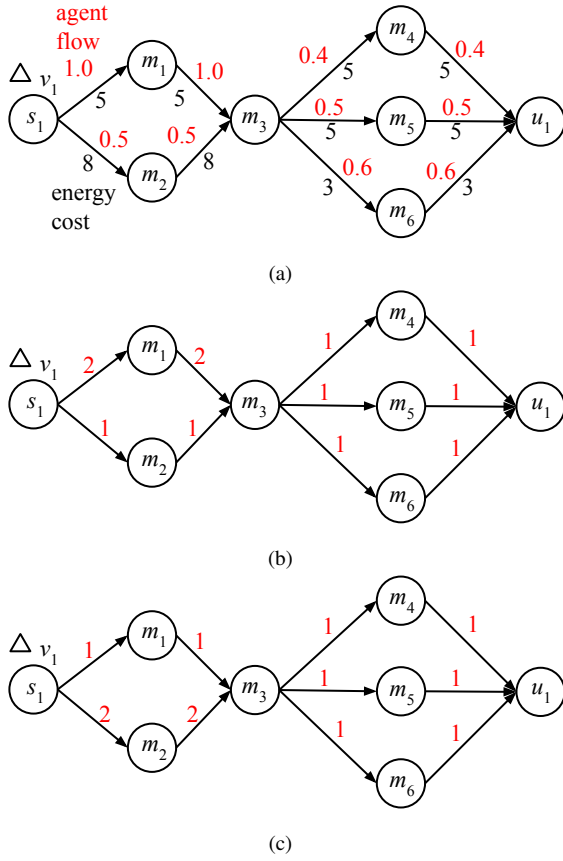 agent
flow
△ v₁ 1.0 m₁ 1.0 0.4 m₄ 0.4
5 5 5 5
s₁ m₃ 0.5 m₅ 0.5 u₁
0.5 0.5 5 5
8 m₂ 8 0.6 0.6
energy 3 m₆ 3
cost
(a)
m₄
△ v₁ 2 m₁ 2 1 1
s₁ m₃ 1 m₅ 1 u₁
1 m₂ 1 1 1
m₆
(b)
m₄
△ v₁ 1 m₁ 1 1 1
s₁ m₃ 1 m₅ 1 u₁
2 m₂ 2 1 1
m₆
(c)